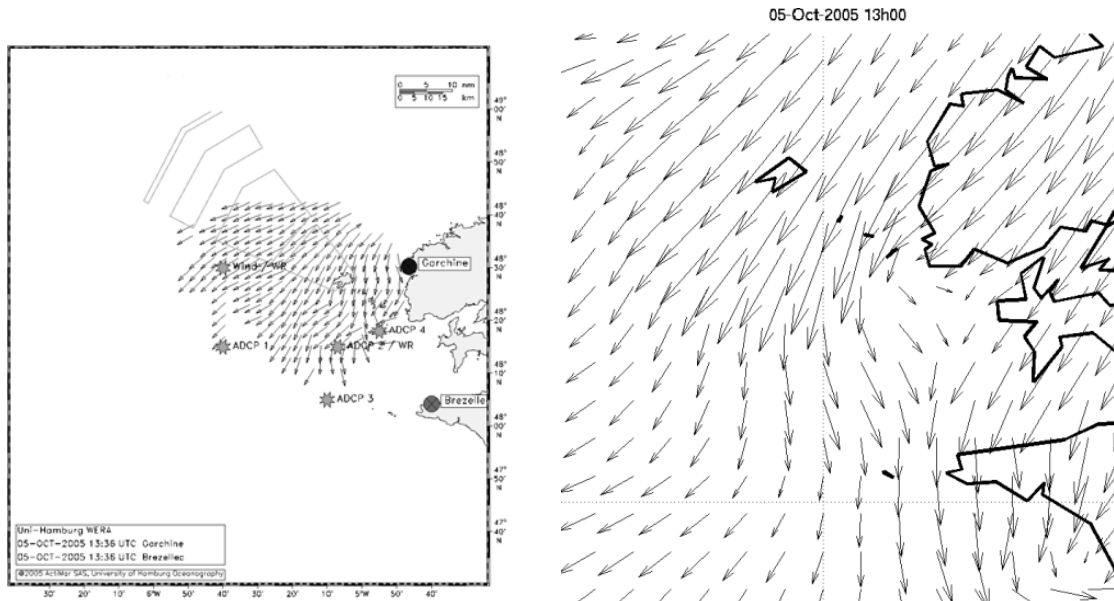 05-Oct-2005 13h00
0 5 10 nm
0 5 10 15 km
49° 00' N
48° 50' N
48° 40' N
48° 30' N
48° 20' N
48° 10' N
48° 00' N
47° 50' N
47° 40' N
Wind / WR
Garchine
ADCP 4
ADCP 1
ADCP 2 / WR
ADCP 3
Brezellec
Uni-Hamburg WERA
05-OCT-2005 13:36 UTC Garchine
05-OCT-2005 13:36 UTC Brezellec
©2005 ActiMar SAS, University of Hamburg Oceanography
30' 20' 10' 6°W 50' 40' 30' 20' 10' 5°W 50' 40'